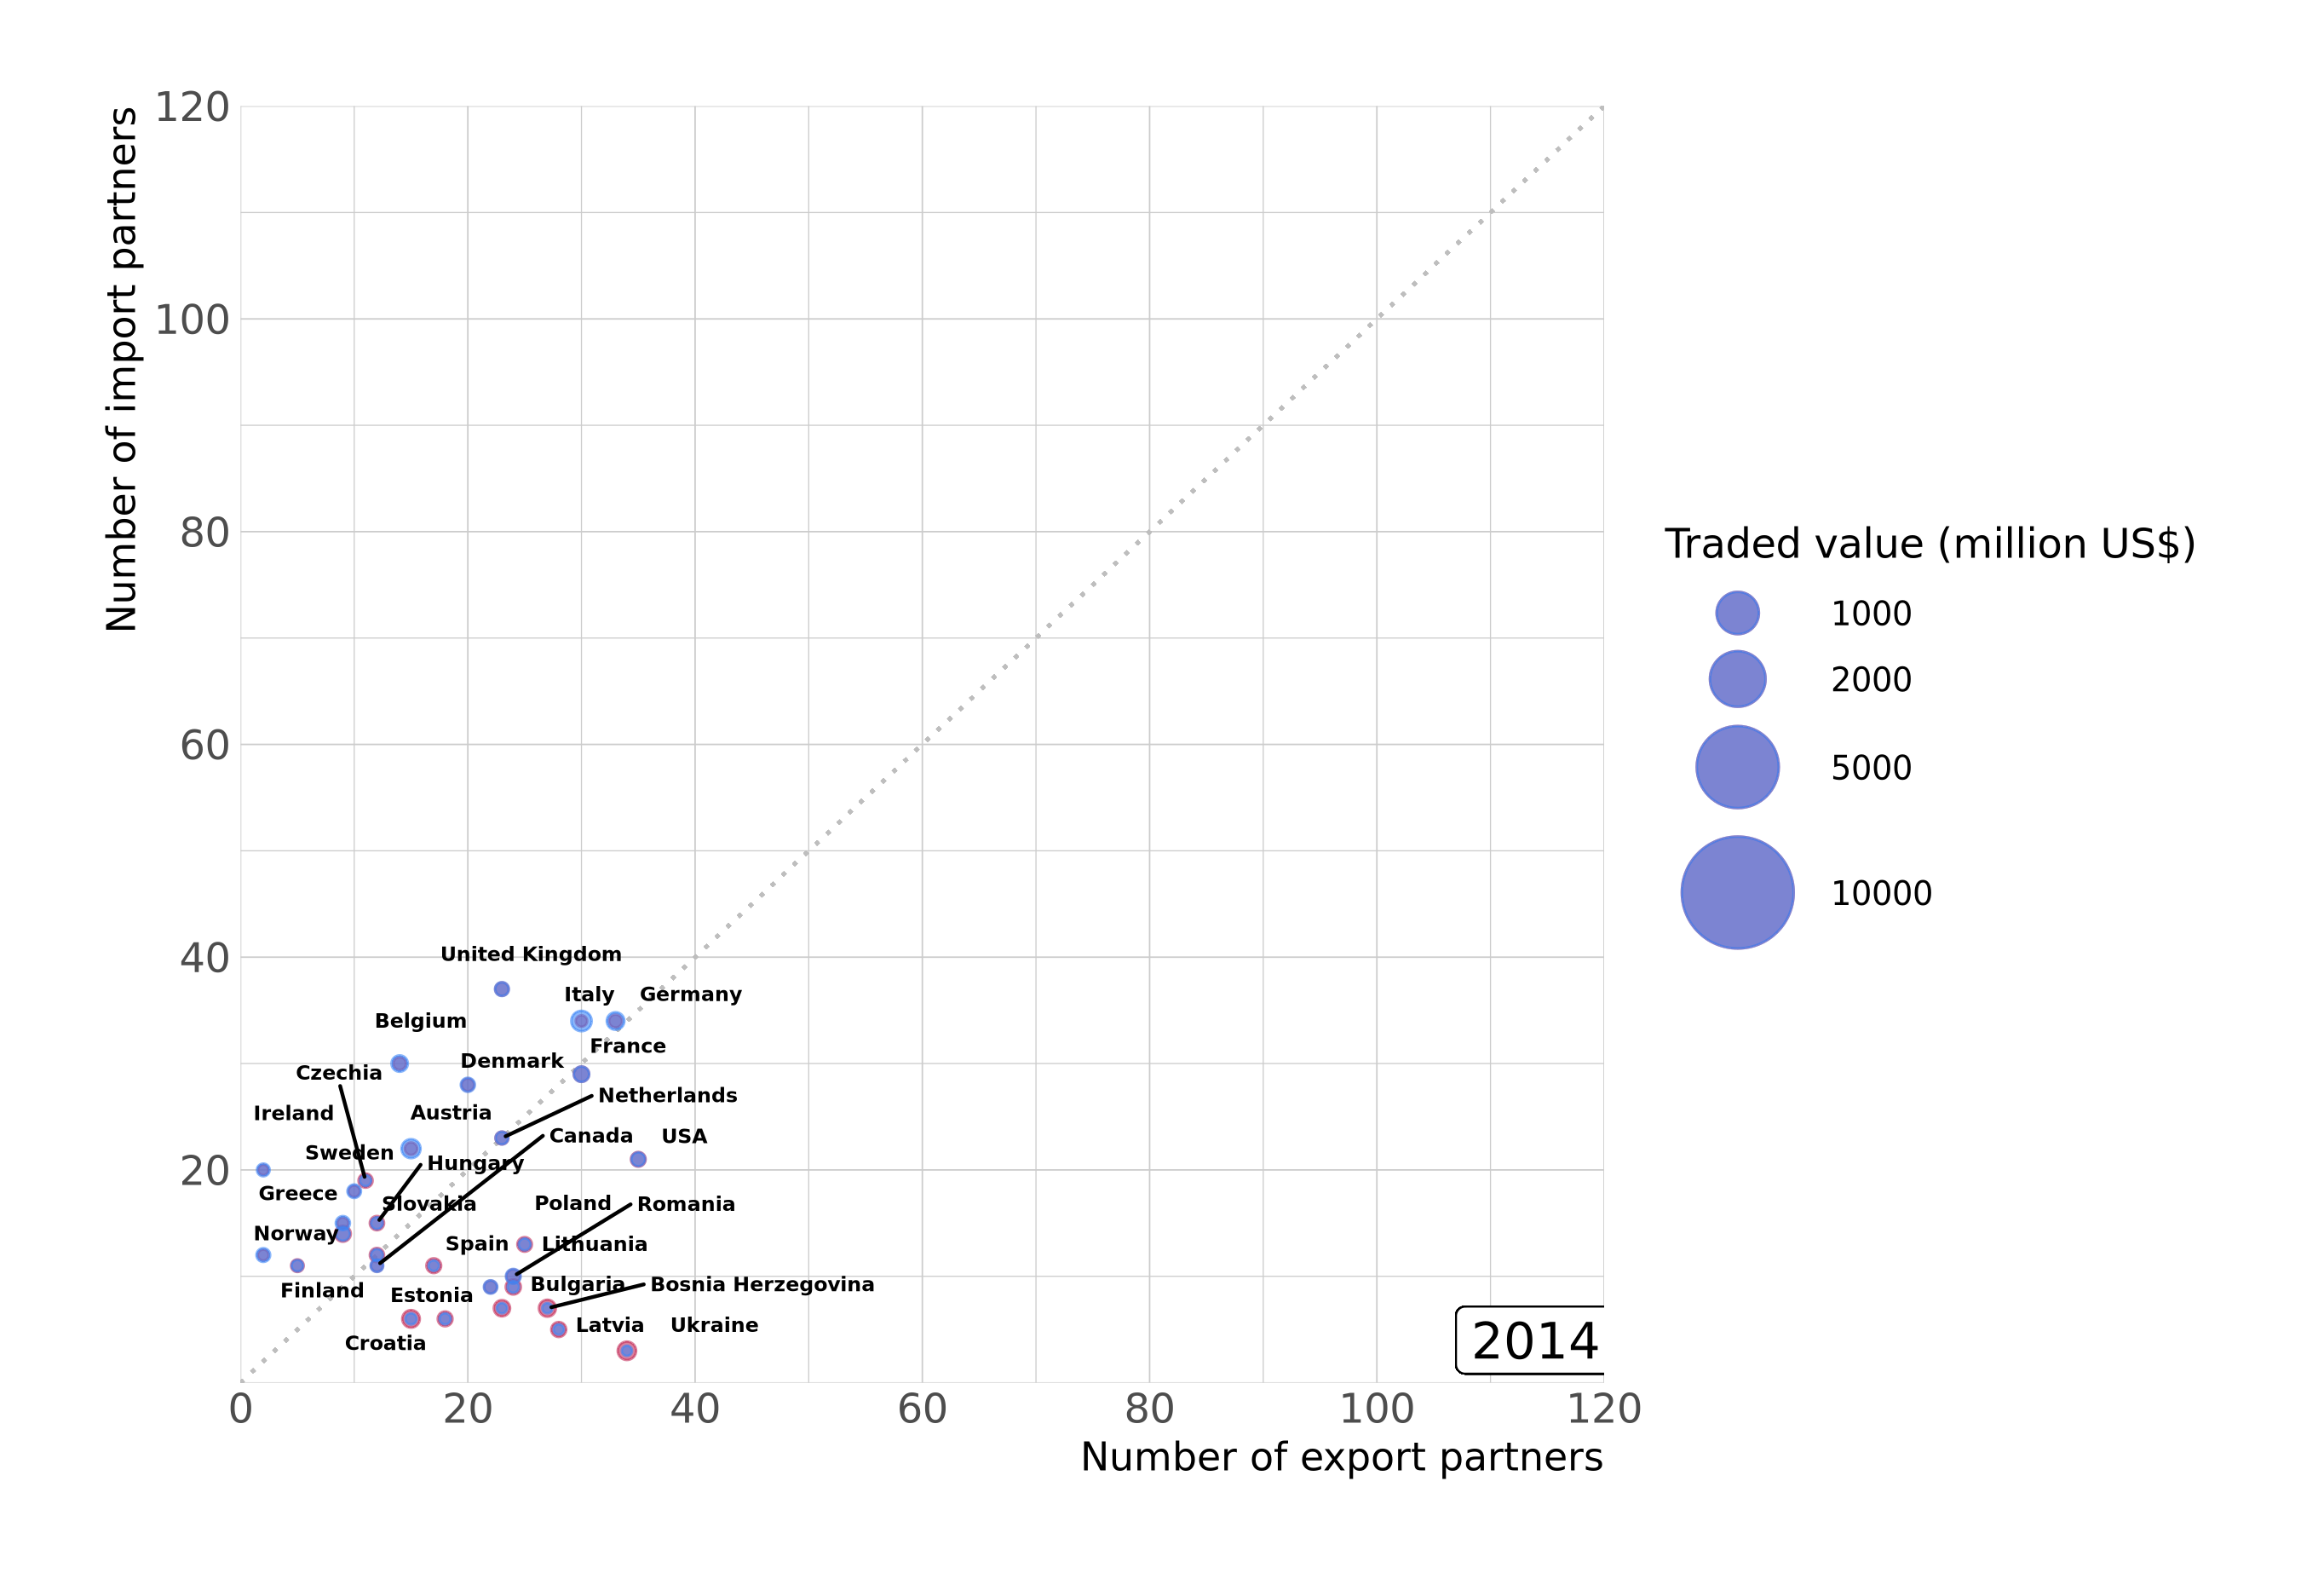 Number of import partners
120
100
80
60
40
20
United Kingdom
Italy
Germany
Belgium
France
Denmark
Czechia
Netherlands
Ireland
Austria
Canada
USA
Sweden
Hungary
Greece
Slovakia
Poland
Romania
Norway
Spain
Lithuania
Finland
Estonia
Bulgaria
Bosnia Herzegovina
Croatia
Latvia
Ukraine
2014
0
20
40
60
80
100
120
Number of export partners
Traded value (million US$)
1000
2000
5000
10000